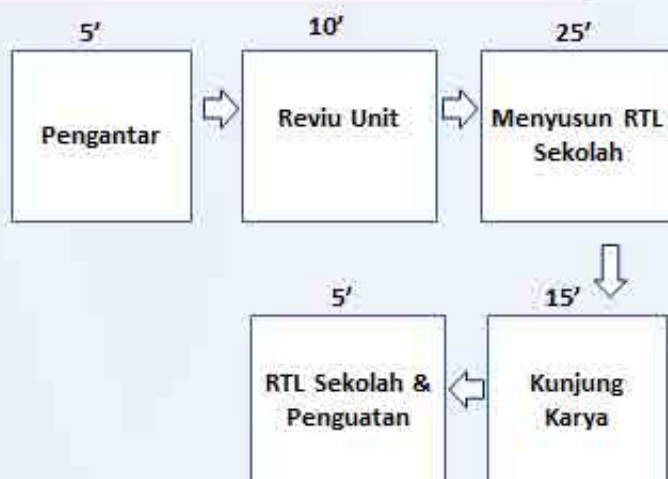 5’
Pengantar
10’
Reviu Unit
25’
Menyusun RTL
Sekolah
15’
Kunjung
Karya
5’
RTL Sekolah &
Penguatan